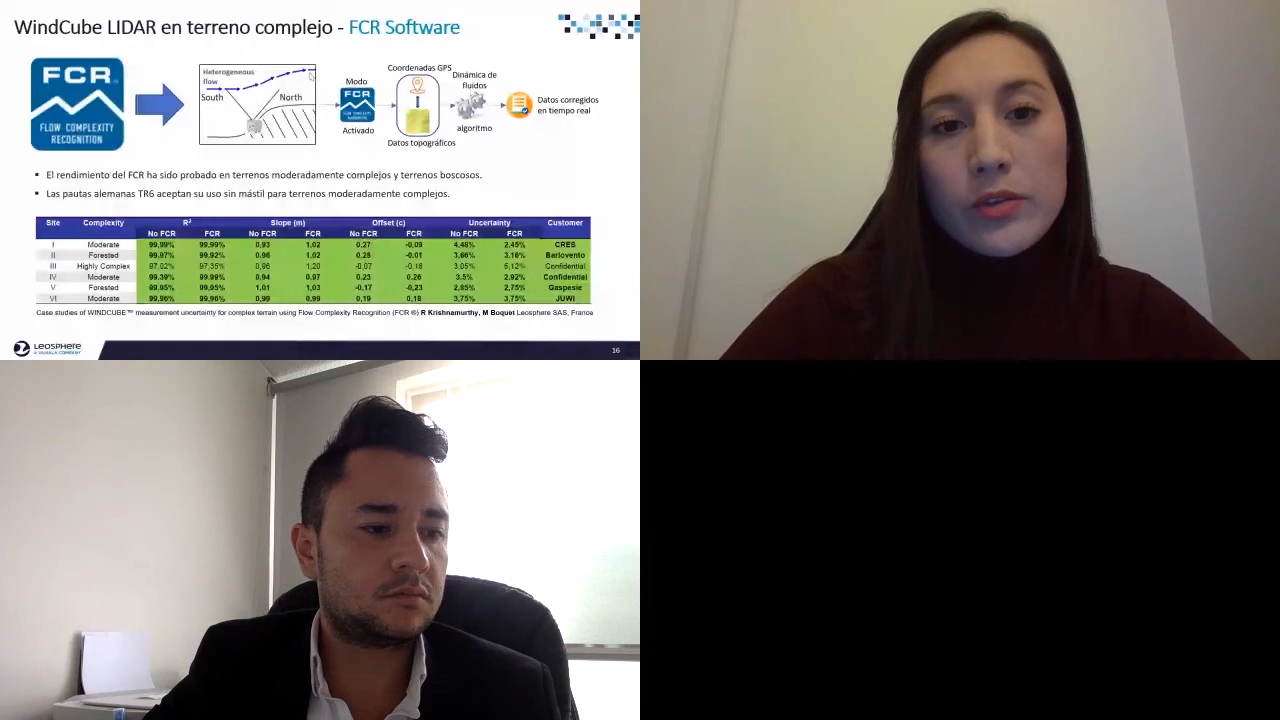 WindCube LIDAR en terreno complejo - FCR Software
FCR™
FLOW COMPLEXITY
RECOGNITION
Heterogeneous
flow
South
North
Modo
FCR
Activado
Coordenadas GPS
Datos topográficos
Dinámica de
fluidos
algoritmo
Datos corregidos
en tiempo real
▪ El rendimiento del FCR ha sido probado en terrenos moderadamente complejos y terrenos boscosos.
▪ Las pautas alemanas TR6 aceptan su uso sin mástil para terrenos moderadamente complejos.
Site Complexity R² Slope (m) Offset (c) Uncertainty Customer
No FCR FCR No FCR FCR No FCR FCR No FCR FCR
I Moderate 99,99% 99,99% 0,93 1,02 0,27 -0,09 4,48% 2,45% CRES
II Forested 99,97% 99,92% 0,96 1,02 0,25 -0,01 3,66% 3,16% Barlovento
III Highly Complex 97,02% 97,35% 0,96 1,20 -0,07 -0,16 3,05% 5,12% Confidential
IV Moderate 99,39% 99,99% 0,94 0,97 0,23 0,26 3.5% 2,92% Confidential
V Forested 99,95% 99,95% 1,01 1,03 -0,17 -0,23 2,85% 2,75% Gaspesie
VI Moderate 99,96% 99,96% 0,99 0,99 0,19 0,18 3,75% 3,75% JUWI
Case studies of WINDCUBE™ measurement uncertainty for complex terrain using Flow Complexity Recognition (FCR ®) R Krishnamurthy, M Boquet Leosphere SAS, France
LEOSPHERE
A VAISALA COMPANY
16